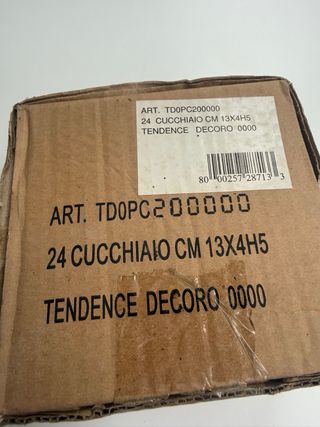 ART. TD0PC200000
24 CUCCHIAIO CM 13X4H5
TENDENCE DECORO 0000
8 000257 287133
ART. TD0PC200000
24 CUCCHIAIO CM 13X4H5
TENDENCE DECORO 0000